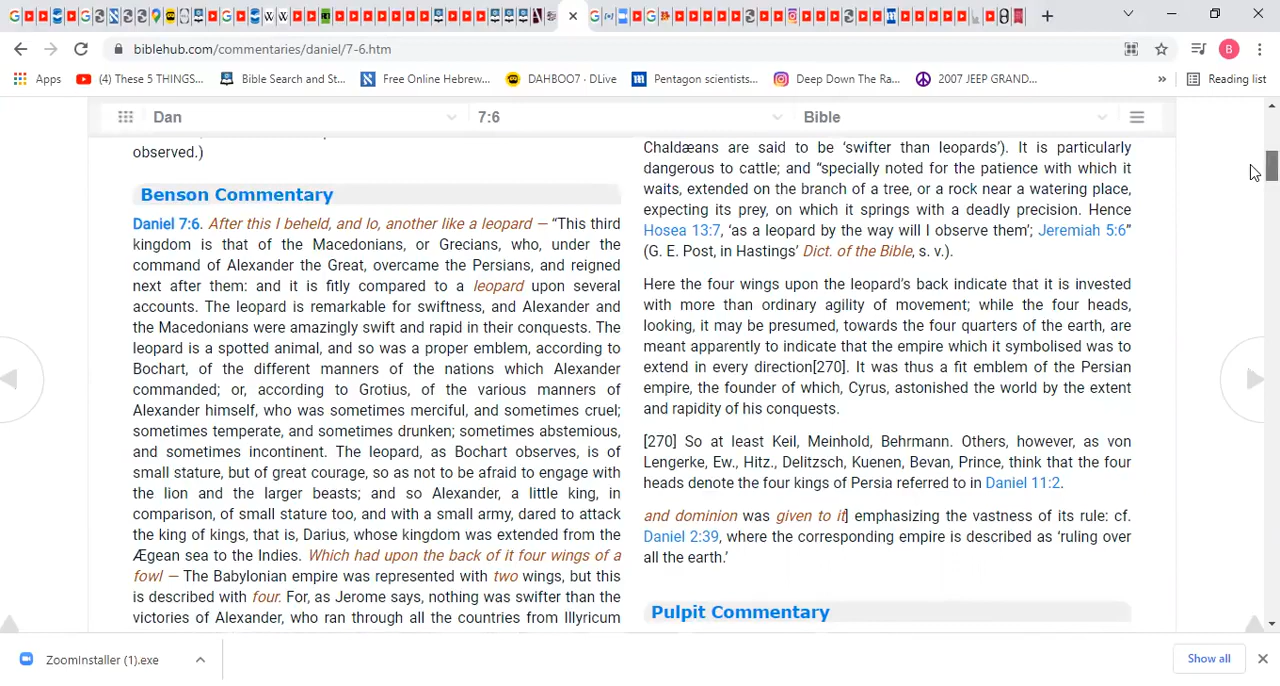 biblehub.com/commentaries/daniel/7-6.htm
B
Apps
(4) These 5 THINGS...
Bible Search and St...
Free Online Hebrew...
DAHBOO7 - DLive
Pentagon scientists...
Deep Down The Ra...
2007 JEEP GRAND...
»
Reading list
Dan
7:6
Bible
observed.)
Benson Commentary
Daniel 7:6. After this I beheld, and lo, another like a leopard — “This third
kingdom is that of the Macedonians, or Grecians, who, under the
command of Alexander the Great, overcame the Persians, and reigned
next after them: and it is fitly compared to a leopard upon several
accounts. The leopard is remarkable for swiftness, and Alexander and
the Macedonians were amazingly swift and rapid in their conquests. The
leopard is a spotted animal, and so was a proper emblem, according to
Bochart, of the different manners of the nations which Alexander
commanded; or, according to Grotius, of the various manners of
Alexander himself, who was sometimes merciful, and sometimes cruel;
sometimes temperate, and sometimes drunken; sometimes abstemious,
and sometimes incontinent. The leopard, as Bochart observes, is of
small stature, but of great courage, so as not to be afraid to engage with
the lion and the larger beasts; and so Alexander, a little king, in
comparison, of small stature too, and with a small army, dared to attack
the king of kings, that is, Darius, whose kingdom was extended from the
Ægean sea to the Indies. Which had upon the back of it four wings of a
fowl — The Babylonian empire was represented with two wings, but this
is described with four. For, as Jerome says, nothing was swifter than the
victories of Alexander, who ran through all the countries from Illyricum
Chaldæans are said to be ‘swifter than leopards’). It is particularly
dangerous to cattle; and “specially noted for the patience with which it
waits, extended on the branch of a tree, or a rock near a watering place,
expecting its prey, on which it springs with a deadly precision. Hence
Hosea 13:7, ‘as a leopard by the way will I observe them’; Jeremiah 5:6”
(G. E. Post, in Hastings’ Dict. of the Bible, s. v.).
Here the four wings upon the leopard’s back indicate that it is invested
with more than ordinary agility of movement; while the four heads,
looking, it may be presumed, towards the four quarters of the earth, are
meant apparently to indicate that the empire which it symbolised was to
extend in every direction[270]. It was thus a fit emblem of the Persian
empire, the founder of which, Cyrus, astonished the world by the extent
and rapidity of his conquests.
[270] So at least Keil, Meinhold, Behrmann. Others, however, as von
Lengerke, Ew., Hitz., Delitzsch, Kuenen, Bevan, Prince, think that the four
heads denote the four kings of Persia referred to in Daniel 11:2.
and dominion was given to it] emphasizing the vastness of its rule: cf.
Daniel 2:39, where the corresponding empire is described as ‘ruling over
all the earth.’
Pulpit Commentary
ZoomInstaller (1).exe
Show all